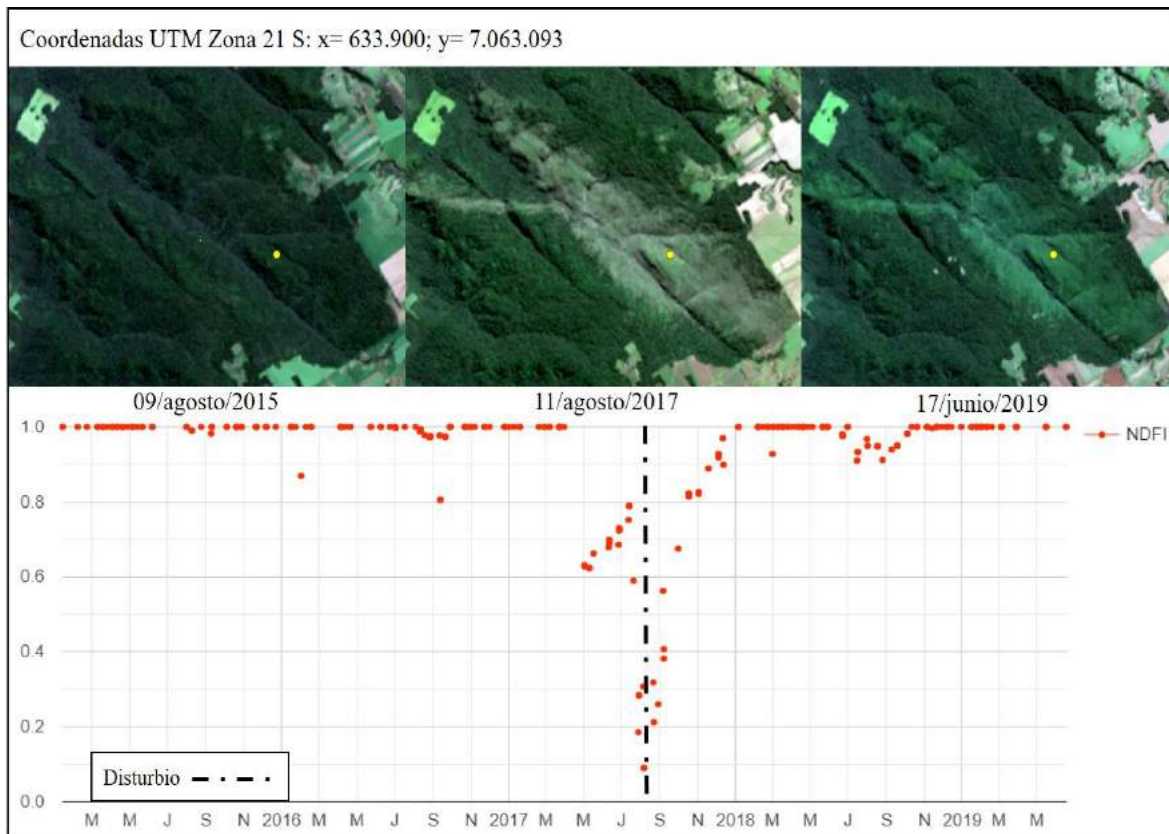 Coordenadas UTM Zona 21 S: x= 633.900; y= 7.063.093
09/agosto/2015 11/agosto/2017 17/junio/2019
1.0
NDFI
0.8
0.6
0.4
0.2
Disturbio
0.0
M M J S N 2016 M M J S N 2017 M M J S N 2018 M M J S N 2019 M M